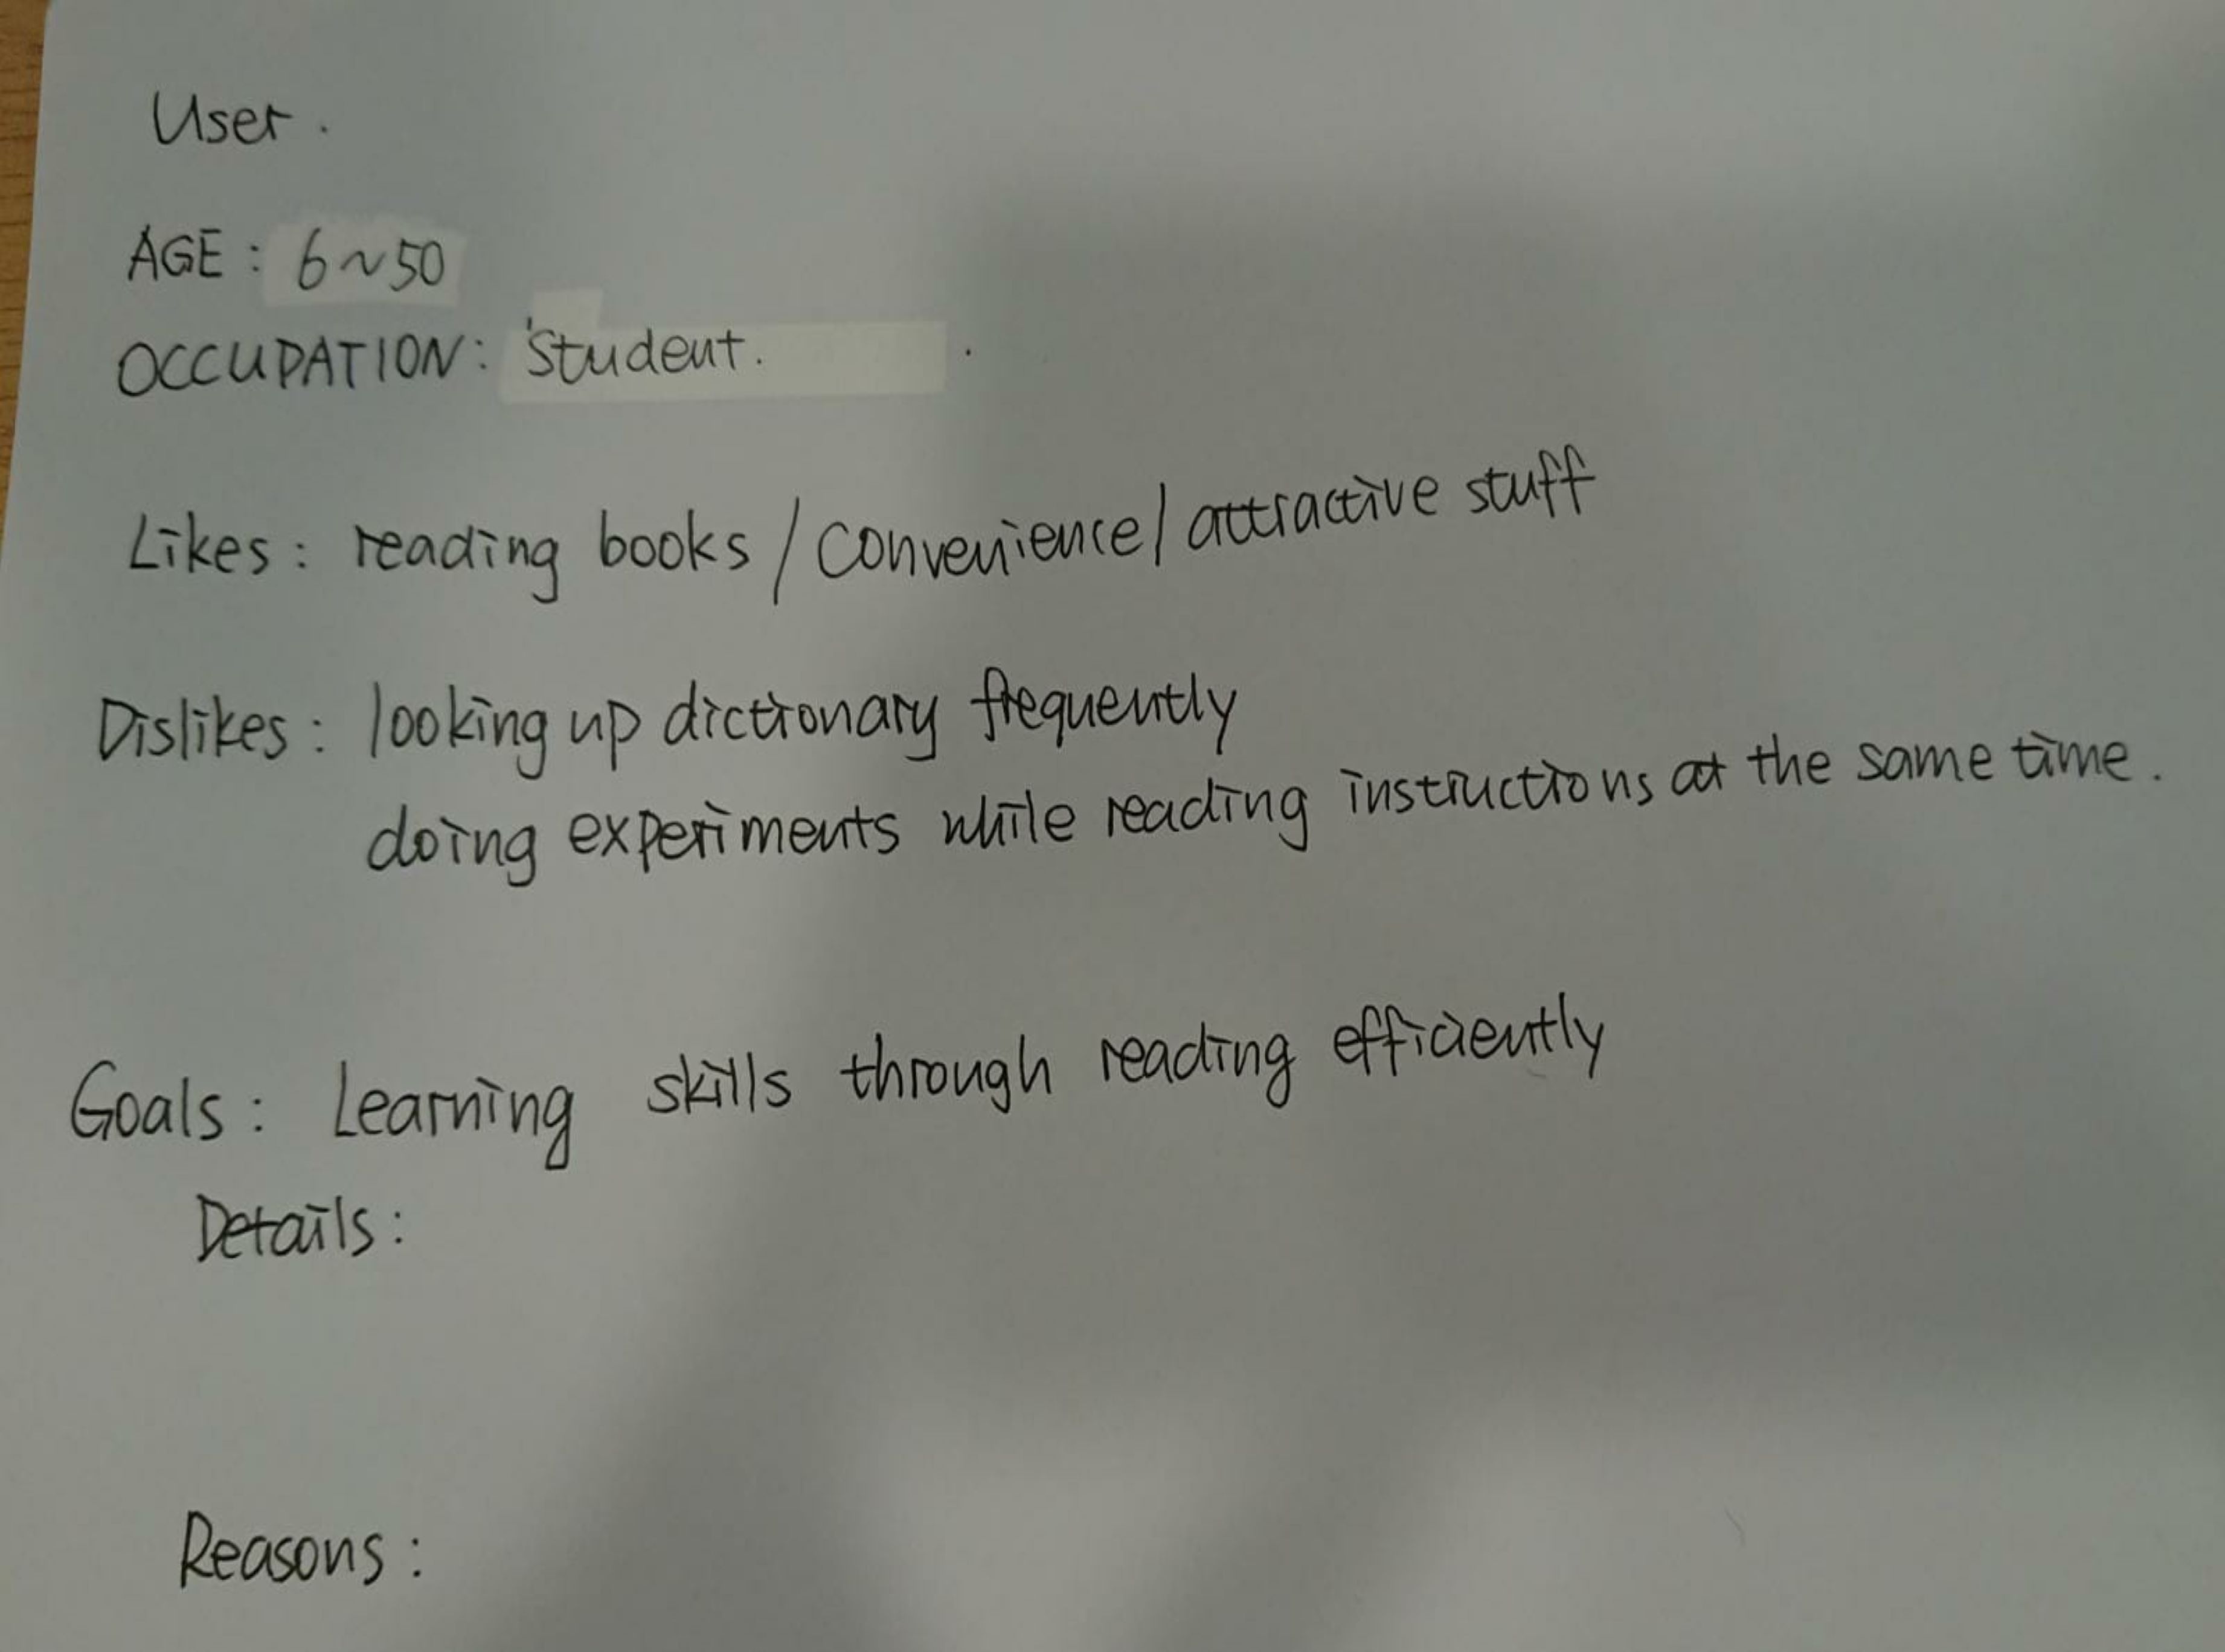 User.
AGE: 6~50
OCCUPATION: Student.
Likes: reading books / convenience / attractive stuff
Dislikes: looking up dictionary frequently
doing experiments while reading instructions at the same time.
Goals: Learning skills through reading efficiently
Details:
Reasons: